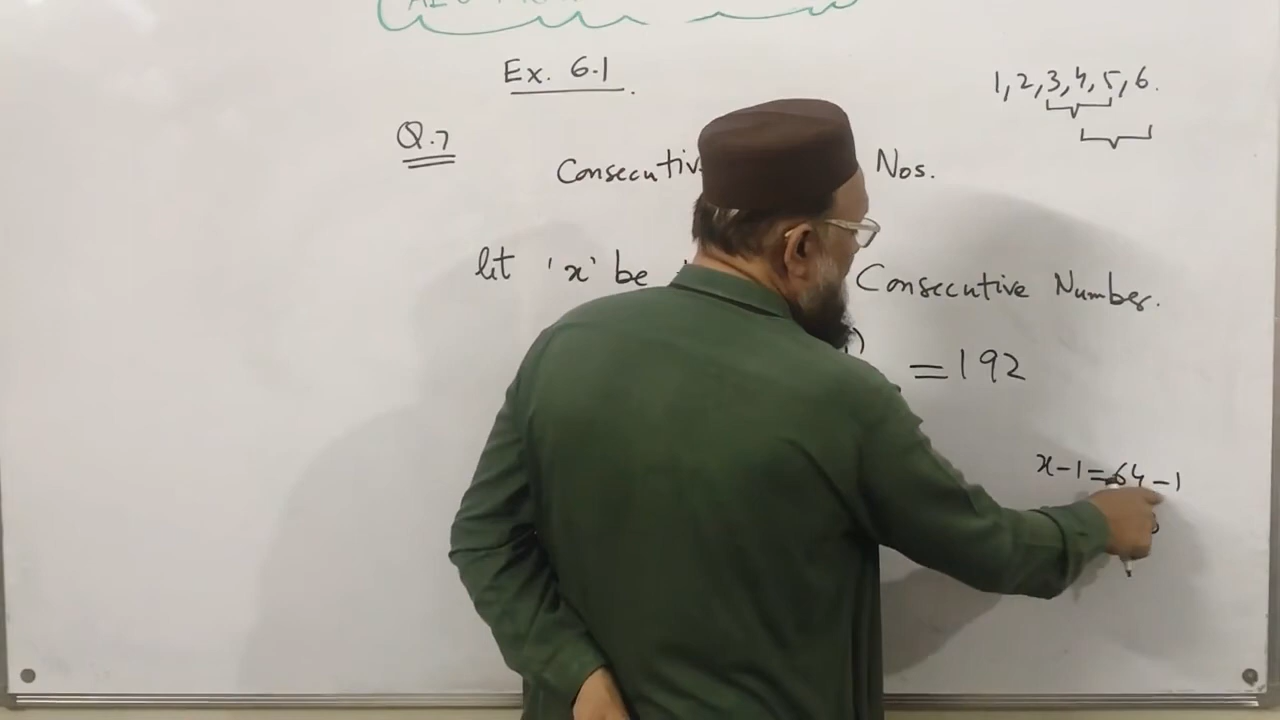 Ex. 6.1
1, 2, 3, 4, 5, 6.
Q.7
Consecutiv Nos.
let 'x' be Consecutive Number.
) = 192
x - 1 = 64 - 1